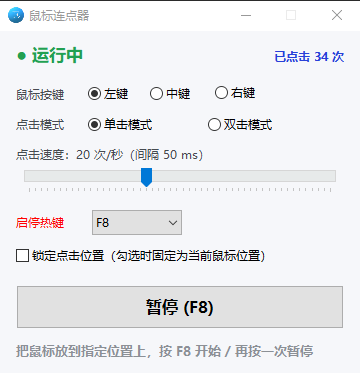 鼠标连点器
● 运行中 已点击 34 次
鼠标按键 左键 中键 右键
点击模式 单击模式 双击模式
点击速度：20 次/秒（间隔 50 ms）
启停热键 F8
锁定点击位置（勾选时固定为当前鼠标位置）
暂停 (F8)
把鼠标放到指定位置上，按 F8 开始 / 再按一次暂停